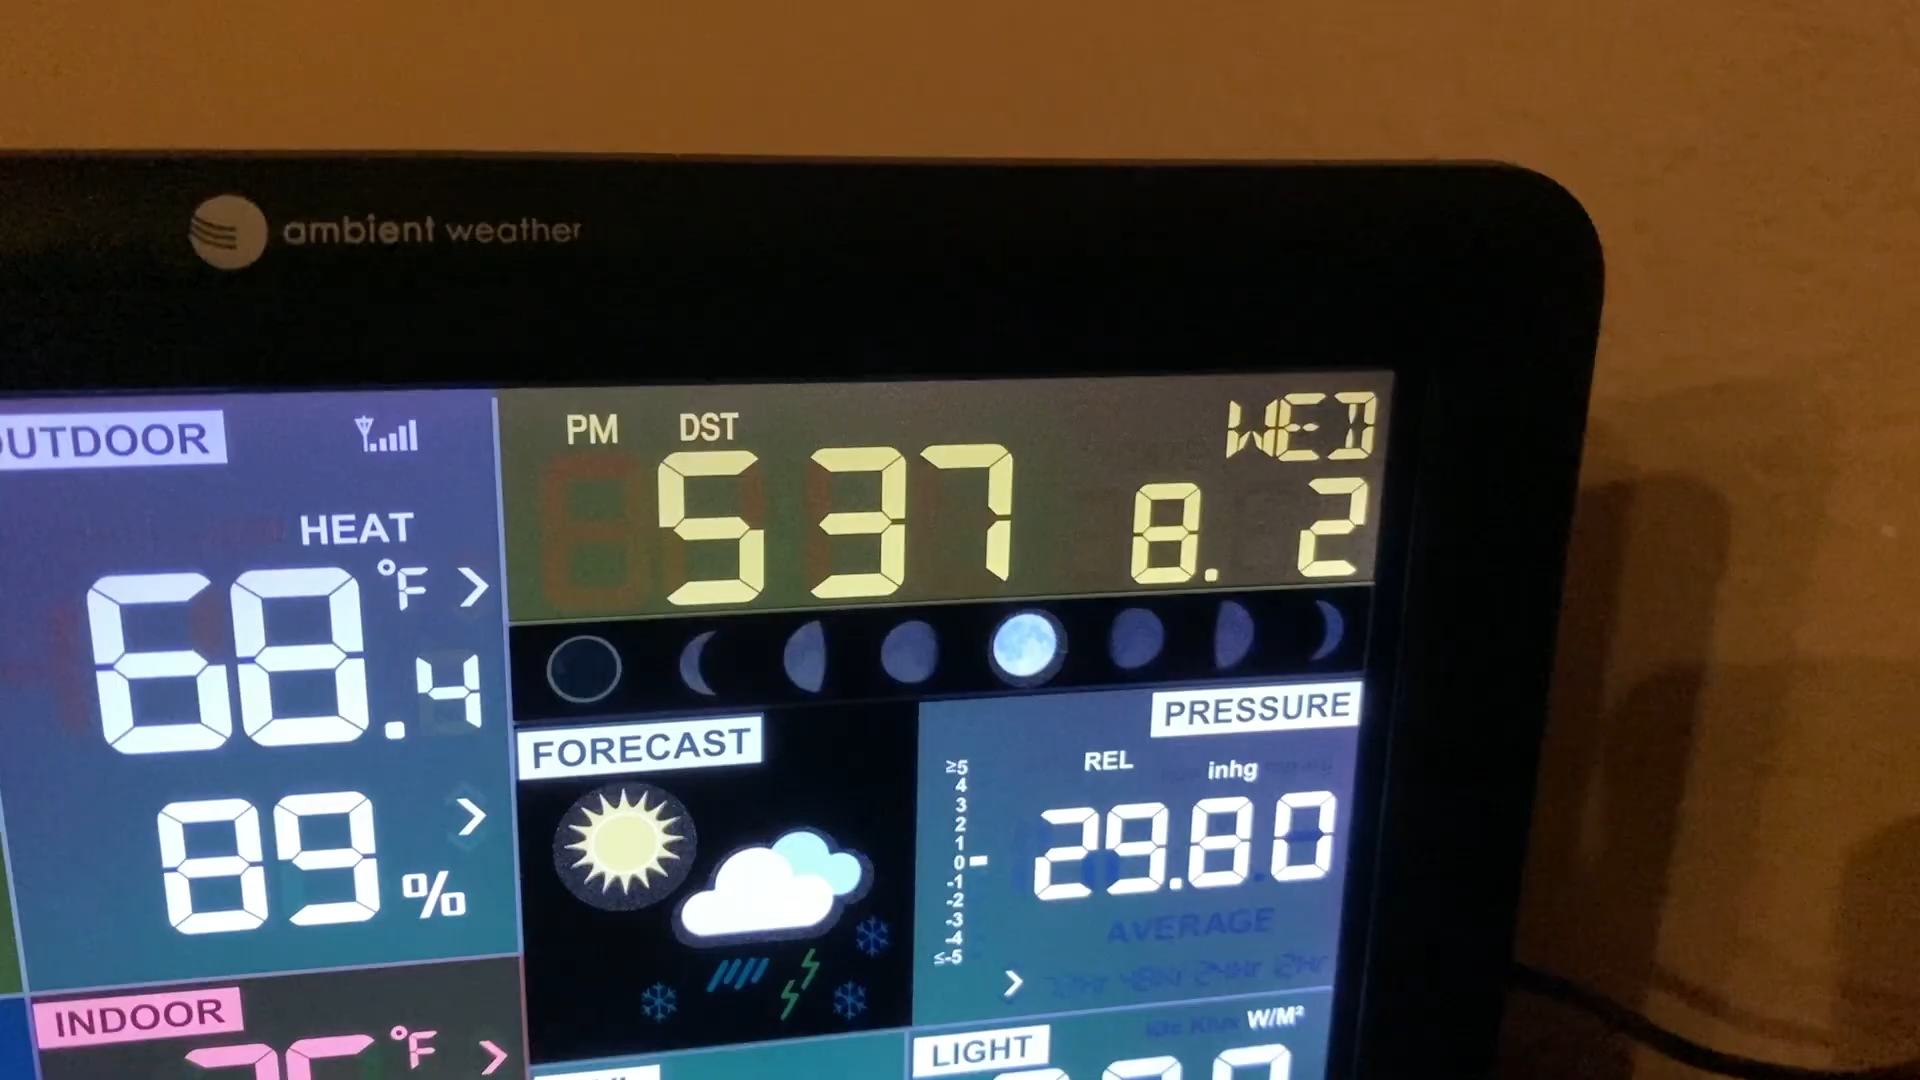 ambient weather
OUTDOOR
HEAT
68.4 °F
89 %
INDOOR
°F
PM DST WED
5 37 8. 2
FORECAST
PRESSURE
REL inhg
29.80
≥5
4
3
2
1
0
-1
-2
-3
-4
≤-5
AVERAGE
LIGHT
W/M²